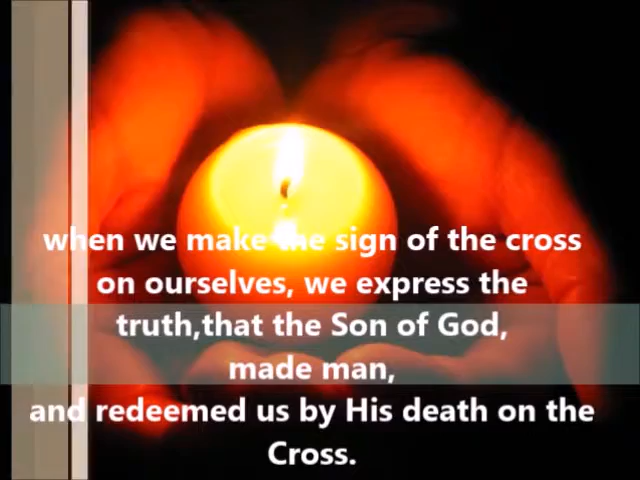 when we make the sign of the cross
on ourselves, we express the
truth,that the Son of God,
made man,
and redeemed us by His death on the
Cross.